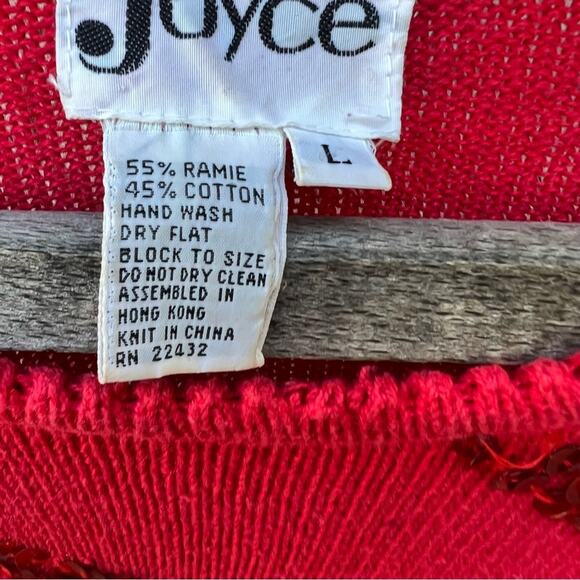 Joyce
L
55% RAMIE
45% COTTON
HAND WASH
DRY FLAT
BLOCK TO SIZE
DO NOT DRY CLEAN
ASSEMBLED IN
HONG KONG
KNIT IN CHINA
RN 22432